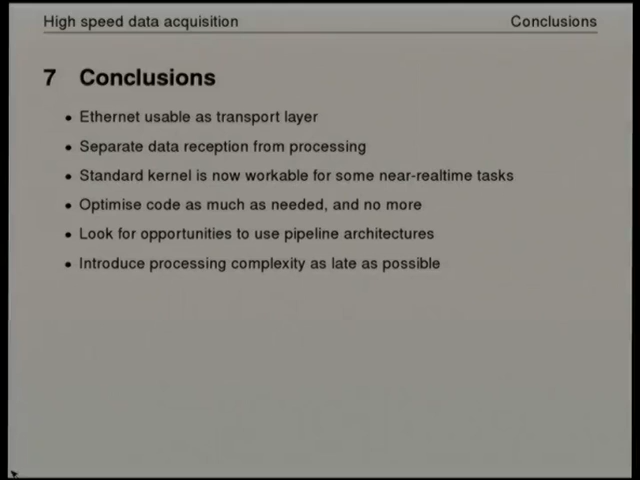 High speed data acquisition Conclusions
7 Conclusions
• Ethernet usable as transport layer
• Separate data reception from processing
• Standard kernel is now workable for some near-realtime tasks
• Optimise code as much as needed, and no more
• Look for opportunities to use pipeline architectures
• Introduce processing complexity as late as possible